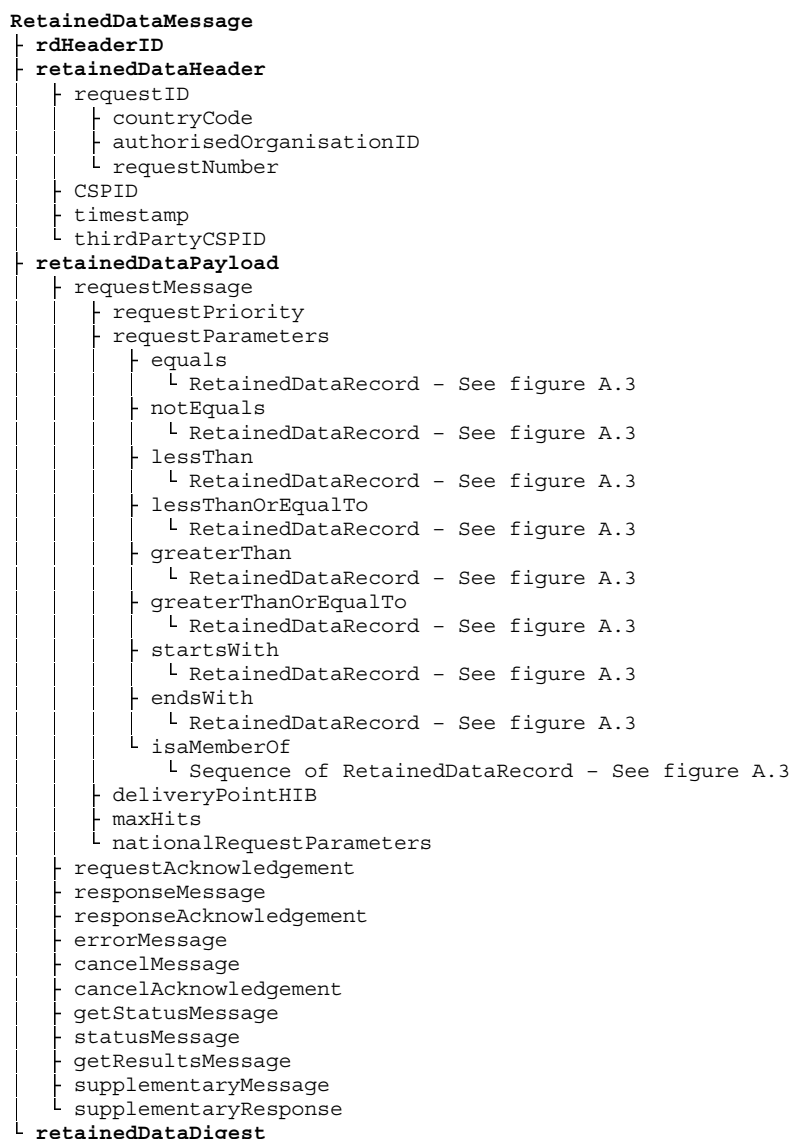 RetainedDataMessage
├ rdHeaderID
├ retainedDataHeader
│ ├ requestID
│ │ ├ countryCode
│ │ ├ authorisedOrganisationID
│ │ └ requestNumber
│ ├ CSPID
│ ├ timestamp
│ └ thirdPartyCSPID
├ retainedDataPayload
│ ├ requestMessage
│ │ ├ requestPriority
│ │ ├ requestParameters
│ │ │ ├ equals
│ │ │ │ └ RetainedDataRecord – See figure A.3
│ │ │ ├ notEquals
│ │ │ │ └ RetainedDataRecord – See figure A.3
│ │ │ ├ lessThan
│ │ │ │ └ RetainedDataRecord – See figure A.3
│ │ │ ├ lessThanOrEqualTo
│ │ │ │ └ RetainedDataRecord – See figure A.3
│ │ │ ├ greaterThan
│ │ │ │ └ RetainedDataRecord – See figure A.3
│ │ │ ├ greaterThanOrEqualTo
│ │ │ │ └ RetainedDataRecord – See figure A.3
│ │ │ ├ startsWith
│ │ │ │ └ RetainedDataRecord – See figure A.3
│ │ │ ├ endsWith
│ │ │ │ └ RetainedDataRecord – See figure A.3
│ │ │ └ isaMemberOf
│ │ │   └ Sequence of RetainedDataRecord – See figure A.3
│ │ ├ deliveryPointHIB
│ │ ├ maxHits
│ │ └ nationalRequestParameters
│ ├ requestAcknowledgement
│ ├ responseMessage
│ ├ responseAcknowledgement
│ ├ errorMessage
│ ├ cancelMessage
│ ├ cancelAcknowledgement
│ ├ getStatusMessage
│ ├ statusMessage
│ ├ getResultsMessage
│ ├ supplementaryMessage
│ └ supplementaryResponse
└ retainedDataDigest